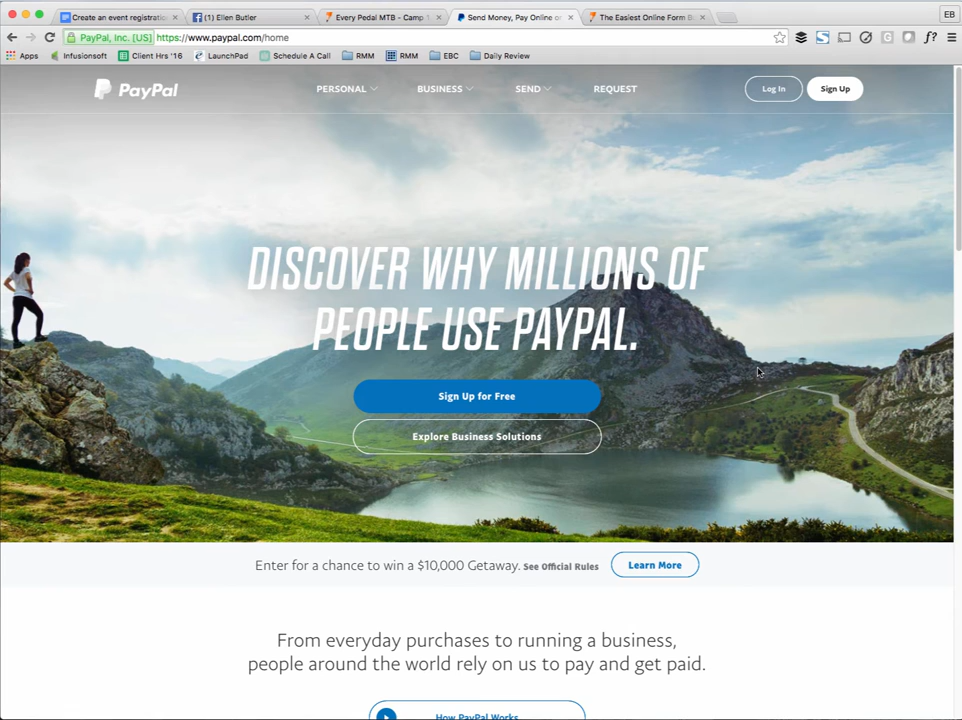 Create an event registratio
(1) Ellen Butler
Every Pedal MTB - Camp 1
Send Money, Pay Online o
The Easiest Online Form B
EB
PayPal, Inc. [US] https://www.paypal.com/home
Apps
Infusionsoft
Client Hrs '16
LaunchPad
Schedule A Call
RMM
RMM
EBC
Daily Review
PayPal
PERSONAL
BUSINESS
SEND
REQUEST
Log In
Sign Up
DISCOVER WHY MILLIONS OF
PEOPLE USE PAYPAL.
Sign Up for Free
Explore Business Solutions
Enter for a chance to win a $10,000 Getaway. See Official Rules
Learn More
From everyday purchases to running a business,
people around the world rely on us to pay and get paid.
How PayPal Works